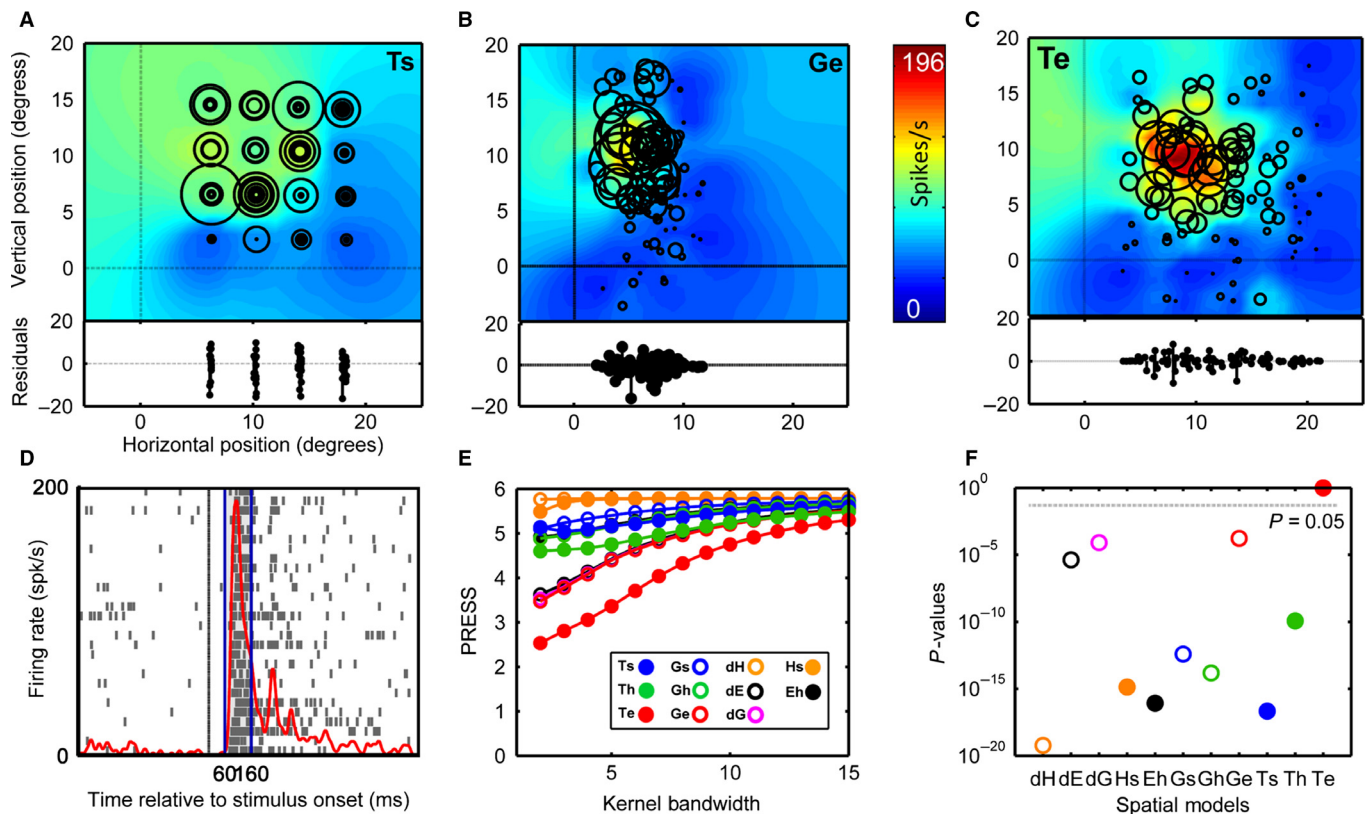 A
B
C
20
15
10
5
0
Vertical position (degrees)
Ts
20
0
−20
Residuals
0
10
20
Horizontal position (degrees)
20
15
10
5
0
Ge
20
0
−20
0
10
20
196
Spikes/s
0
20
15
10
5
0
Te
20
0
−20
0
10
20
D
E
F
200
0
Firing rate (spk/s)
60
160
Time relative to stimulus onset (ms)
6
5
4
3
2
1
PRESS
Ts Gs dH Hs
Th Gh dE Eh
Te Ge dG
5
10
15
Kernel bandwidth
10^0
10^−5
10^−10
10^−15
10^−20
P-values
P = 0.05
dH dE dG Hs Eh Gs Gh Ge Ts Th Te
Spatial models